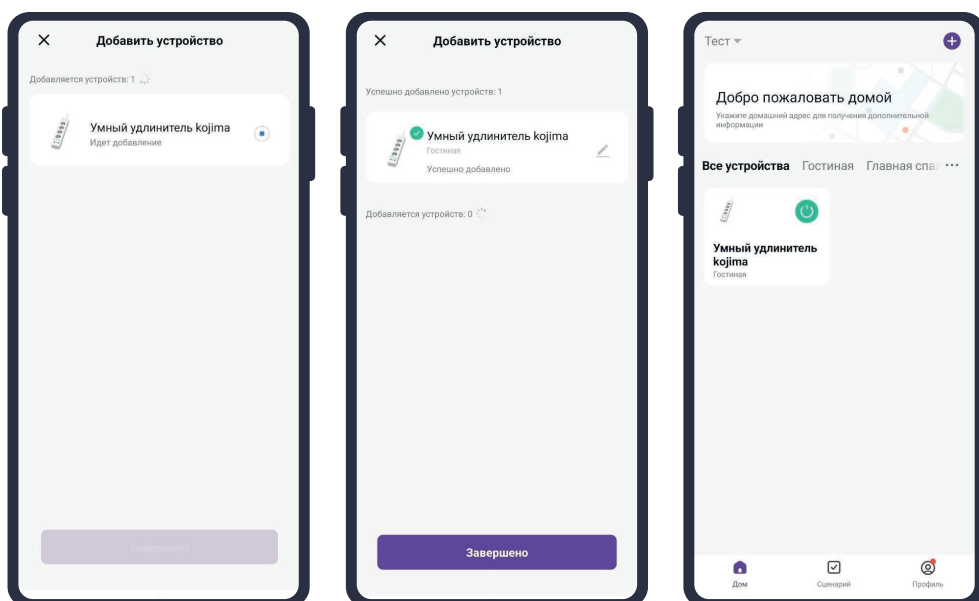 Добавить устройство
Добавляется устройств: 1
Умный удлинитель kojima
Идет добавление
Завершено
Добавить устройство
Успешно добавлено устройств: 1
Умный удлинитель kojima
Гостиная
Успешно добавлено
Добавляется устройств: 0
Завершено
Тест
Добро пожаловать домой
Укажите домашний адрес для получения дополнительной
информации
Все устройства Гостиная Главная спал
Умный удлинитель
kojima
Гостиная
Дом Сценарий Профиль